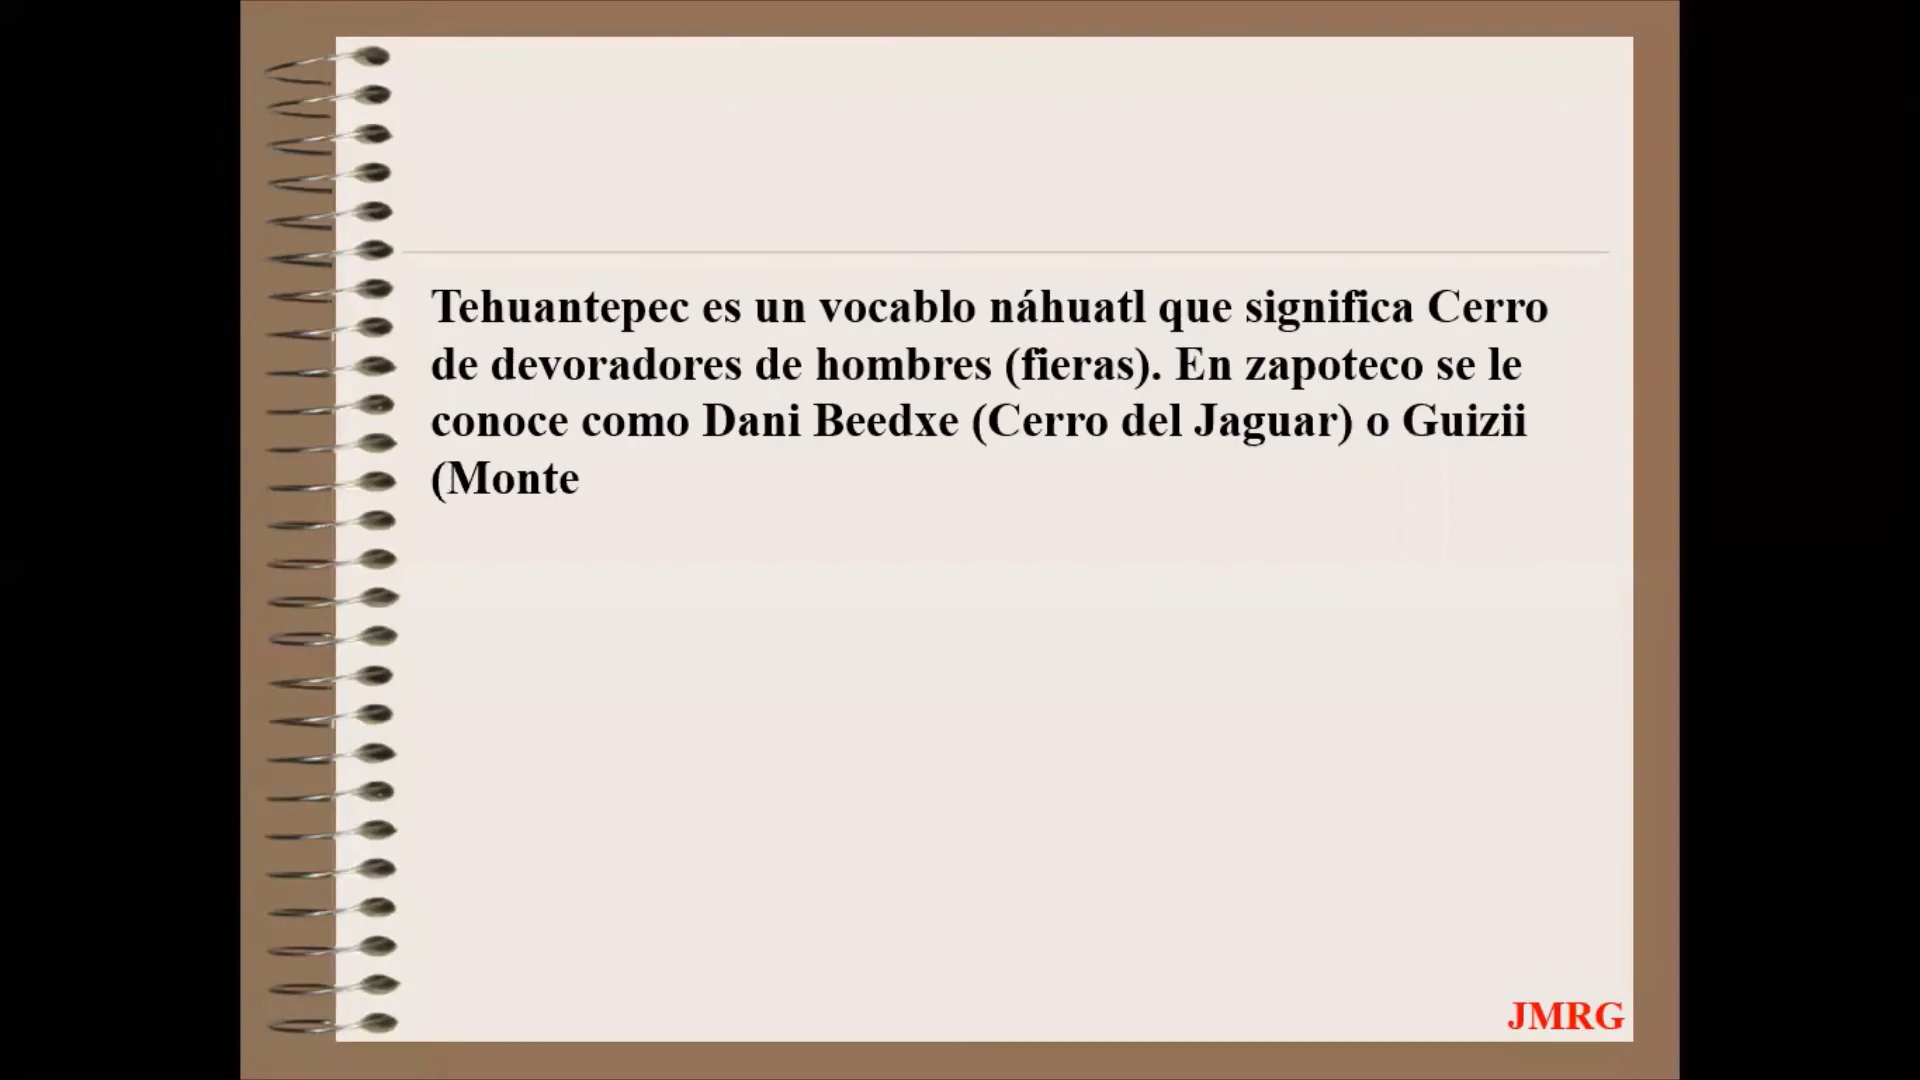 Tehuantepec es un vocablo náhuatl que significa Cerro
de devoradores de hombres (fieras). En zapoteco se le
conoce como Dani Beedxe (Cerro del Jaguar) o Guizii
(Monte
JMRG